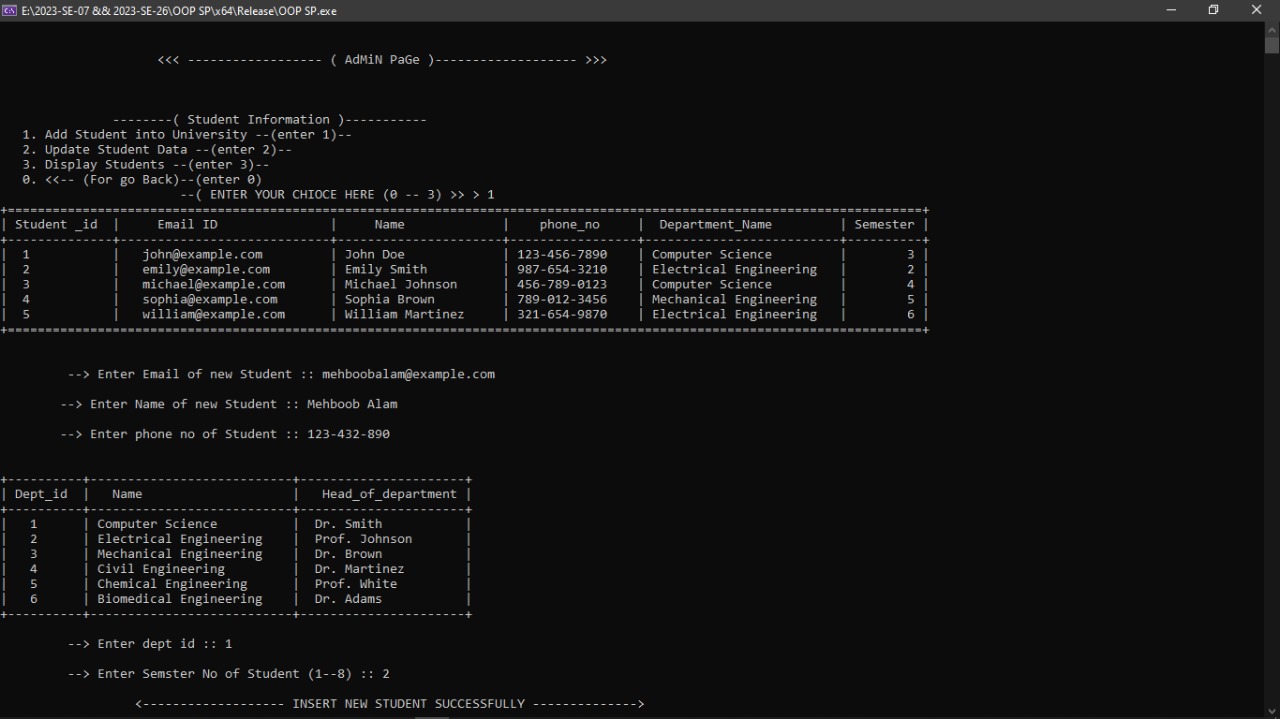 E:\2023-SE-07 && 2023-SE-26\OOP SP\x64\Release\OOP SP.exe
<<< ------------------ ( AdMiN PaGe )------------------- >>>
--------( Student Information )-----------
1. Add Student into University --(enter 1)--
2. Update Student Data --(enter 2)--
3. Display Students --(enter 3)--
0. <<-- (For go Back)--(enter 0)
--( ENTER YOUR CHIOCE HERE (0 -- 3) >> > 1
| Student _id | Email ID | Name | phone_no | Department_Name | Semester |
| 1 | john@example.com | John Doe | 123-456-7890 | Computer Science | 3 |
| 2 | emily@example.com | Emily Smith | 987-654-3210 | Electrical Engineering | 2 |
| 3 | michael@example.com | Michael Johnson | 456-789-0123 | Computer Science | 4 |
| 4 | sophia@example.com | Sophia Brown | 789-012-3456 | Mechanical Engineering | 5 |
| 5 | william@example.com | William Martinez | 321-654-9870 | Electrical Engineering | 6 |
--> Enter Email of new Student :: mehboobalam@example.com
--> Enter Name of new Student :: Mehboob Alam
--> Enter phone no of Student :: 123-432-890
| Dept_id | Name | Head_of_department |
| 1 | Computer Science | Dr. Smith |
| 2 | Electrical Engineering | Prof. Johnson |
| 3 | Mechanical Engineering | Dr. Brown |
| 4 | Civil Engineering | Dr. Martinez |
| 5 | Chemical Engineering | Prof. White |
| 6 | Biomedical Engineering | Dr. Adams |
--> Enter dept id :: 1
--> Enter Semster No of Student (1--8) :: 2
<------------------- INSERT NEW STUDENT SUCCESSFULLY -------------->